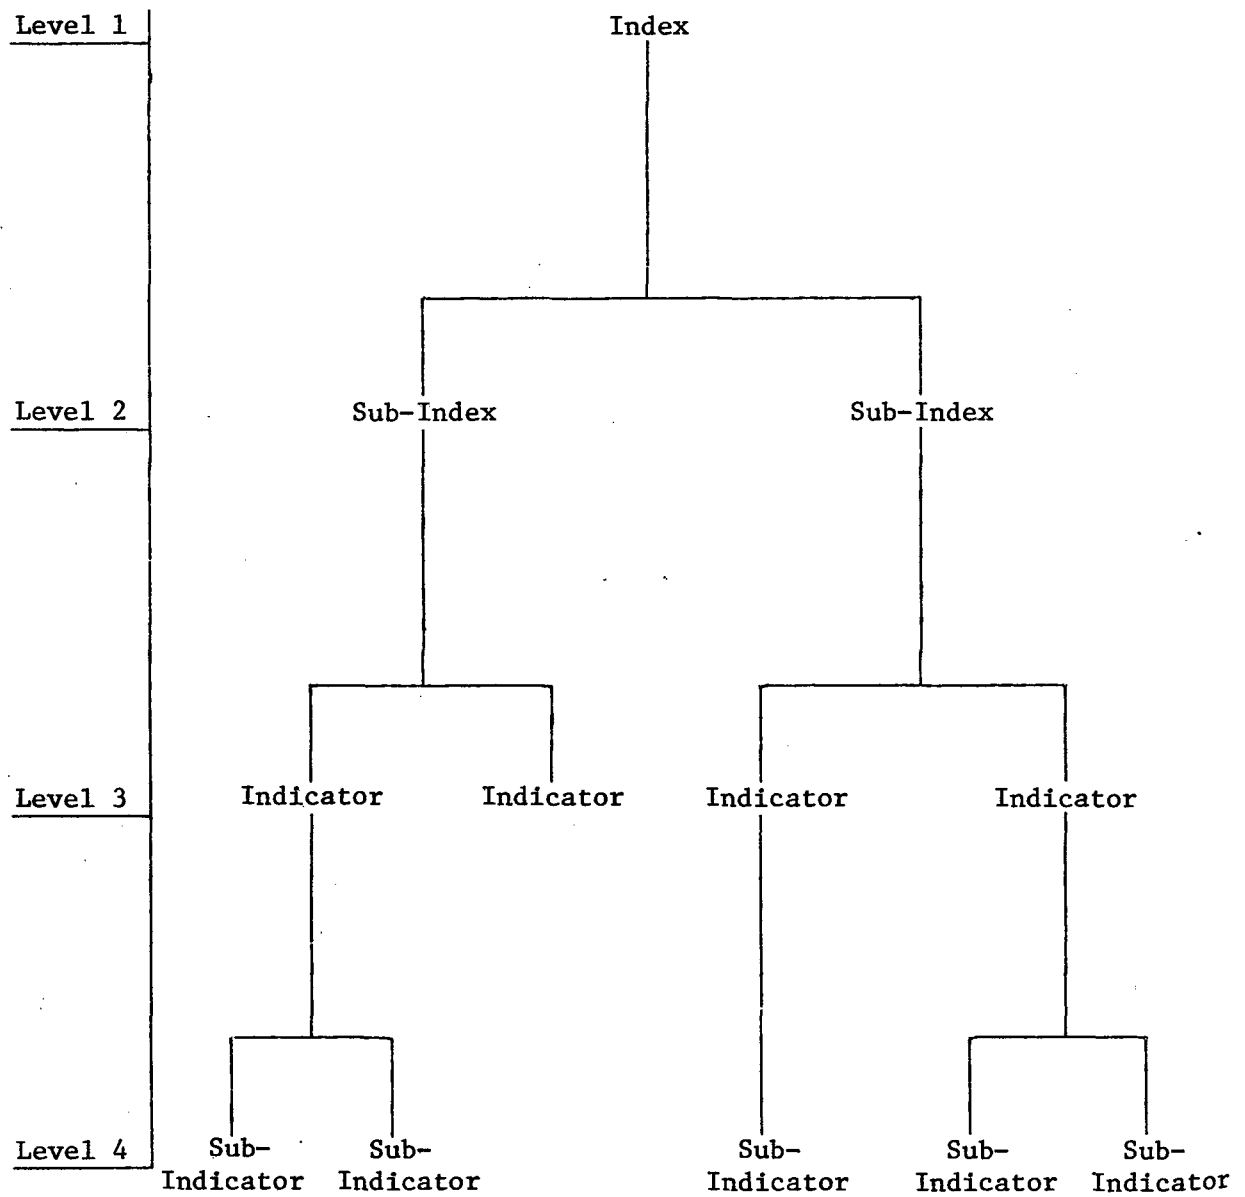 Level 1 Index
Level 2 Sub-Index Sub-Index
Level 3 Indicator Indicator Indicator Indicator
Level 4 Sub- Sub- Sub- Sub- Sub-
Indicator Indicator Indicator Indicator Indicator